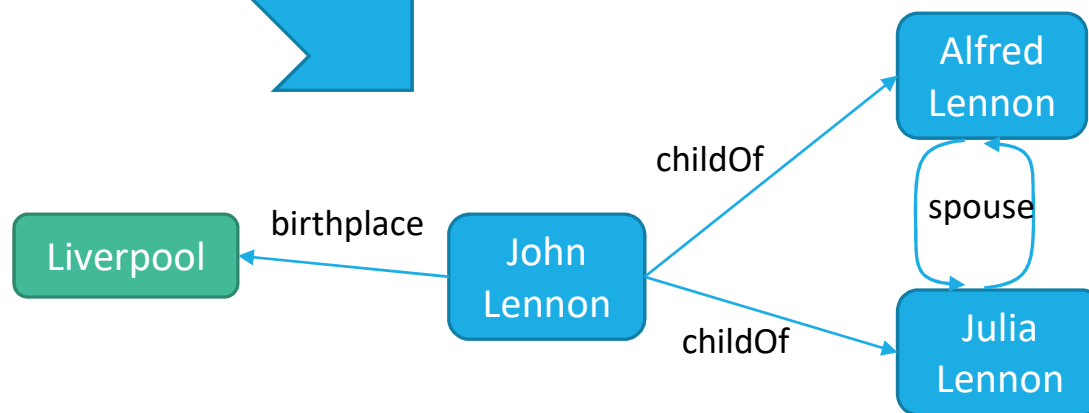 Alfred
Lennon
childOf
spouse
birthplace
Liverpool
John
Lennon
childOf
Julia
Lennon